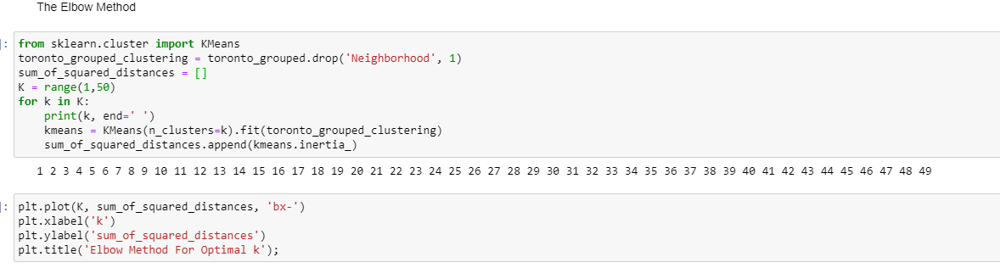 The Elbow Method
]: from sklearn.cluster import KMeans
toronto_grouped_clustering = toronto_grouped.drop('Neighborhood', 1)
sum_of_squared_distances = []
K = range(1,50)
for k in K:
    print(k, end=' ')
    kmeans = KMeans(n_clusters=k).fit(toronto_grouped_clustering)
    sum_of_squared_distances.append(kmeans.inertia_)
1 2 3 4 5 6 7 8 9 10 11 12 13 14 15 16 17 18 19 20 21 22 23 24 25 26 27 28 29 30 31 32 33 34 35 36 37 38 39 40 41 42 43 44 45 46 47 48 49
]: plt.plot(K, sum_of_squared_distances, 'bx-')
plt.xlabel('k')
plt.ylabel('sum_of_squared_distances')
plt.title('Elbow Method For Optimal k');